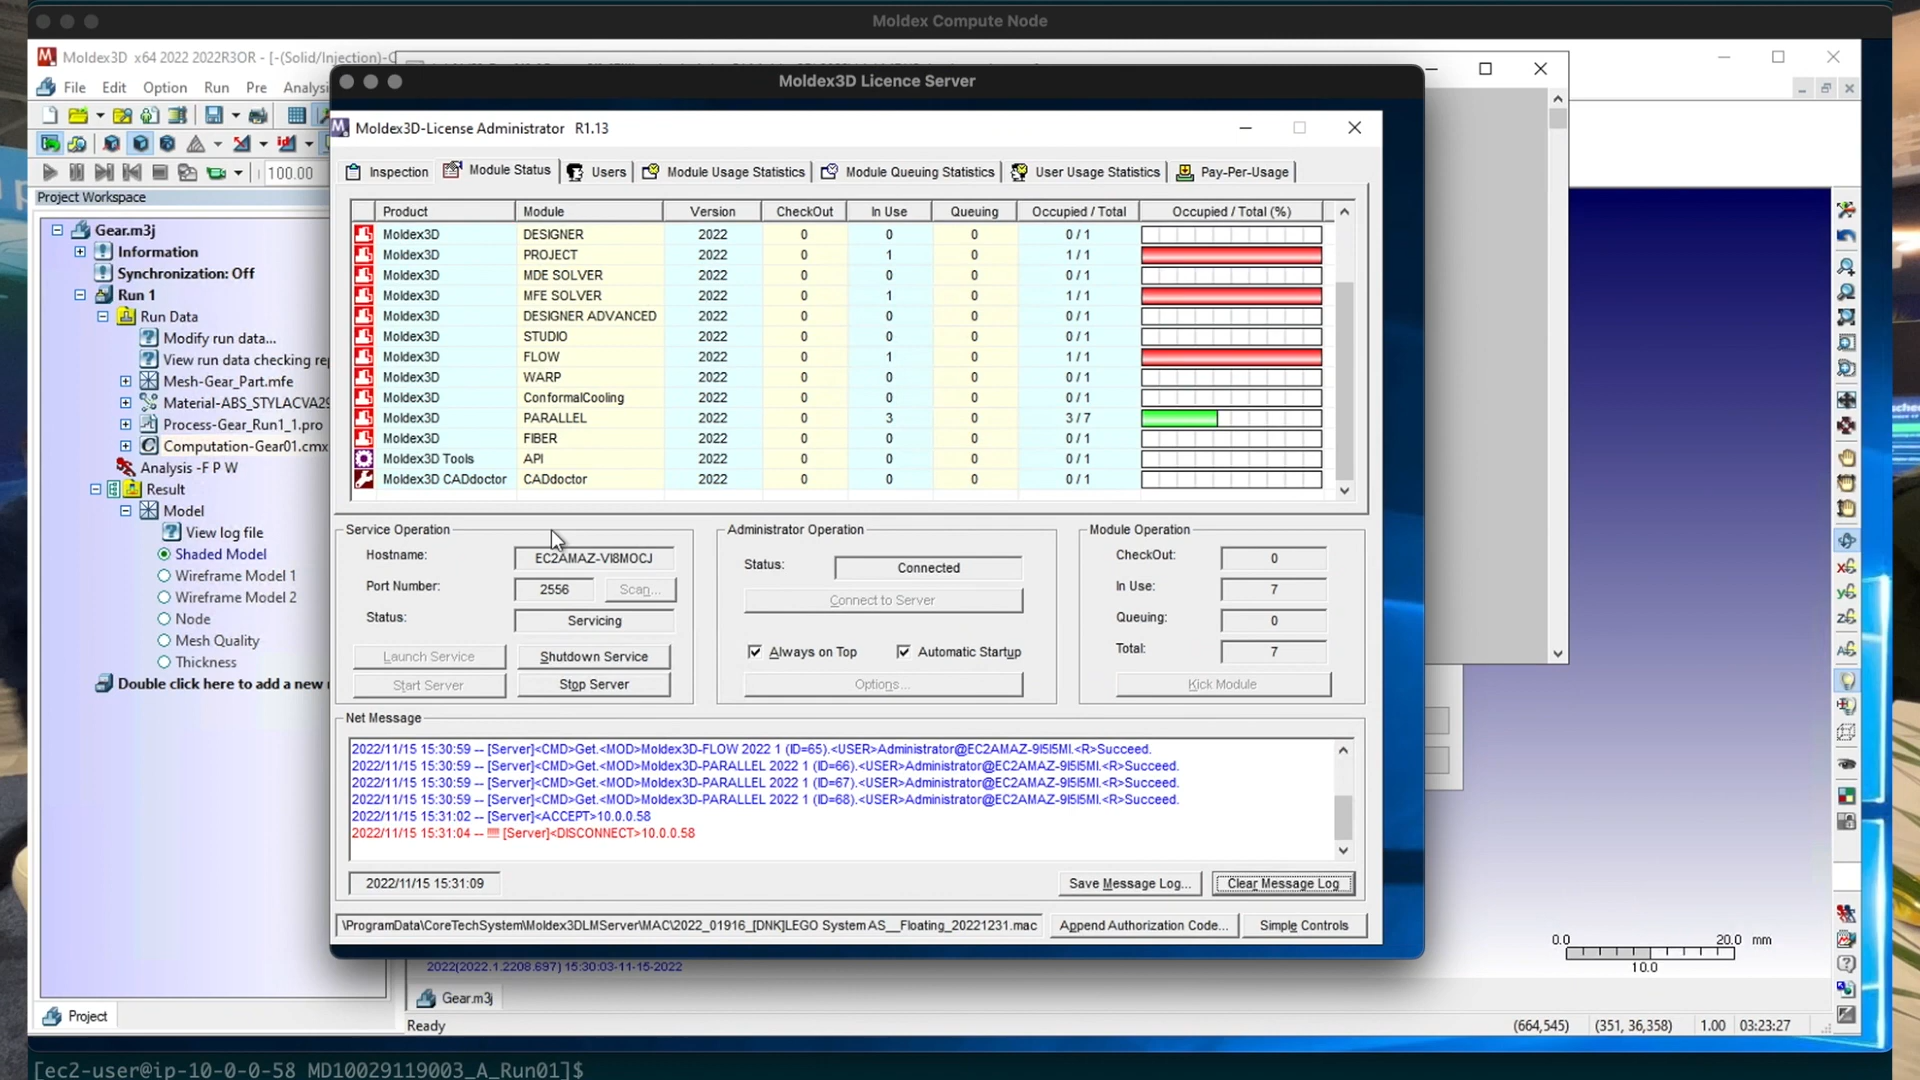 Moldex Compute Node
Moldex3D x64 2022 2022R3OR - [-(Solid/Injection)-C
File Edit Option Run Pre Analysi
100.00
Project Workspace
Gear.m3j
Information
Synchronization: Off
Run 1
Run Data
Modify run data...
View run data checking rep
Mesh-Gear_Part.mfe
Material-ABS_STYLACVA29
Process-Gear_Run1_1.pro
Computation-Gear01.cmx
Analysis -F P W
Result
Model
View log file
Shaded Model
Wireframe Model 1
Wireframe Model 2
Node
Mesh Quality
Thickness
Double click here to add a new r
Project
Moldex3D Licence Server
Moldex3D-License Administrator R1.13
Inspection Module Status Users Module Usage Statistics Module Queuing Statistics User Usage Statistics Pay-Per-Usage
Product Module Version CheckOut In Use Queuing Occupied / Total Occupied / Total (%)
Moldex3D DESIGNER 2022 0 0 0 0 / 1
Moldex3D PROJECT 2022 0 1 0 1 / 1
Moldex3D MDE SOLVER 2022 0 0 0 0 / 1
Moldex3D MFE SOLVER 2022 0 1 0 1 / 1
Moldex3D DESIGNER ADVANCED 2022 0 0 0 0 / 1
Moldex3D STUDIO 2022 0 0 0 0 / 1
Moldex3D FLOW 2022 0 1 0 1 / 1
Moldex3D WARP 2022 0 0 0 0 / 1
Moldex3D ConformalCooling 2022 0 0 0 0 / 1
Moldex3D PARALLEL 2022 0 3 0 3 / 7
Moldex3D FIBER 2022 0 0 0 0 / 1
Moldex3D Tools API 2022 0 0 0 0 / 1
Moldex3D CADdoctor CADdoctor 2022 0 0 0 0 / 1
Service Operation
Hostname: EC2AMAZ-VI8MOCJ
Port Number: 2556 Scan...
Status: Servicing
Launch Service Shutdown Service
Start Server Stop Server
Administrator Operation
Status: Connected
Connect to Server
Always on Top Automatic Startup
Options...
Module Operation
CheckOut: 0
In Use: 7
Queuing: 0
Total: 7
Kick Module
Net Message
2022/11/15 15:30:59 -- [Server]<CMD>Get.<MOD>Moldex3D-FLOW 2022 1 (ID=65).<USER>Administrator@EC2AMAZ-9I5I5MI.<R>Succeed.
2022/11/15 15:30:59 -- [Server]<CMD>Get.<MOD>Moldex3D-PARALLEL 2022 1 (ID=66).<USER>Administrator@EC2AMAZ-9I5I5MI.<R>Succeed.
2022/11/15 15:30:59 -- [Server]<CMD>Get.<MOD>Moldex3D-PARALLEL 2022 1 (ID=67).<USER>Administrator@EC2AMAZ-9I5I5MI.<R>Succeed.
2022/11/15 15:30:59 -- [Server]<CMD>Get.<MOD>Moldex3D-PARALLEL 2022 1 (ID=68).<USER>Administrator@EC2AMAZ-9I5I5MI.<R>Succeed.
2022/11/15 15:31:02 -- [Server]<ACCEPT>10.0.0.58
2022/11/15 15:31:04 -- !!!! [Server]<DISCONNECT>10.0.0.58
2022/11/15 15:31:09 Save Message Log... Clear Message Log
\ProgramData\CoreTechSystem\Moldex3DLMServer\MAC\2022_01916_[DNK]LEGO System AS__Floating_20221231.mac Append Authorization Code... Simple Controls
2022(2022.1.2208.697) 15:30:03-11-15-2022
Gear.m3j
0.0 20.0 mm
10.0
Ready (664,545) (351, 36,358) 1.00 03:23:27
[ec2-user@ip-10-0-0-58 MD10029119003_A_Run01]$